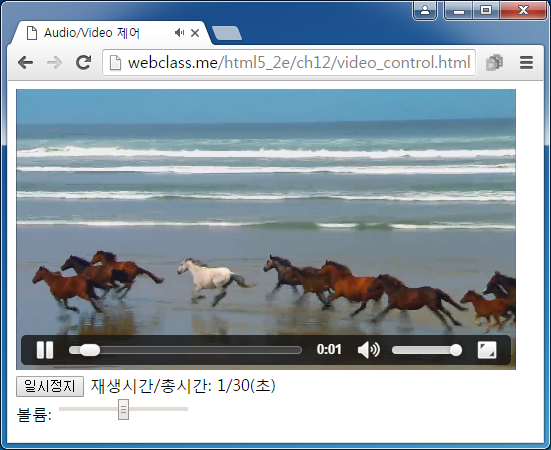 Audio/Video 제어
webclass.me/html5_2e/ch12/video_control.html
0:01
일시정지 재생시간/총시간: 1/30(초)
볼륨: